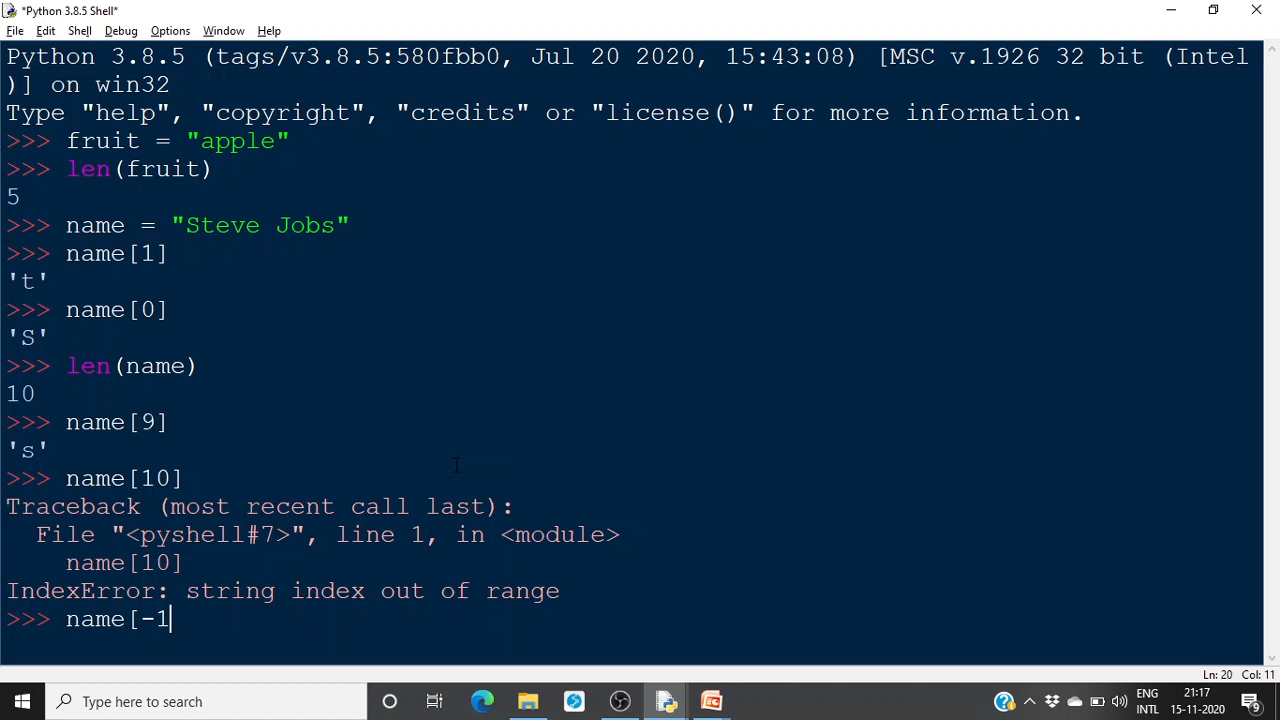 *Python 3.8.5 Shell*
File Edit Shell Debug Options Window Help
Python 3.8.5 (tags/v3.8.5:580fbb0, Jul 20 2020, 15:43:08) [MSC v.1926 32 bit (Intel
)] on win32
Type "help", "copyright", "credits" or "license()" for more information.
>>> fruit = "apple"
>>> len(fruit)
5
>>> name = "Steve Jobs"
>>> name[1]
't'
>>> name[0]
'S'
>>> len(name)
10
>>> name[9]
's'
>>> name[10]
Traceback (most recent call last):
  File "<pyshell#7>", line 1, in <module>
    name[10]
IndexError: string index out of range
>>> name[-1
Ln: 20 Col: 11
Type here to search
ENG 21:17
INTL 15-11-2020 9